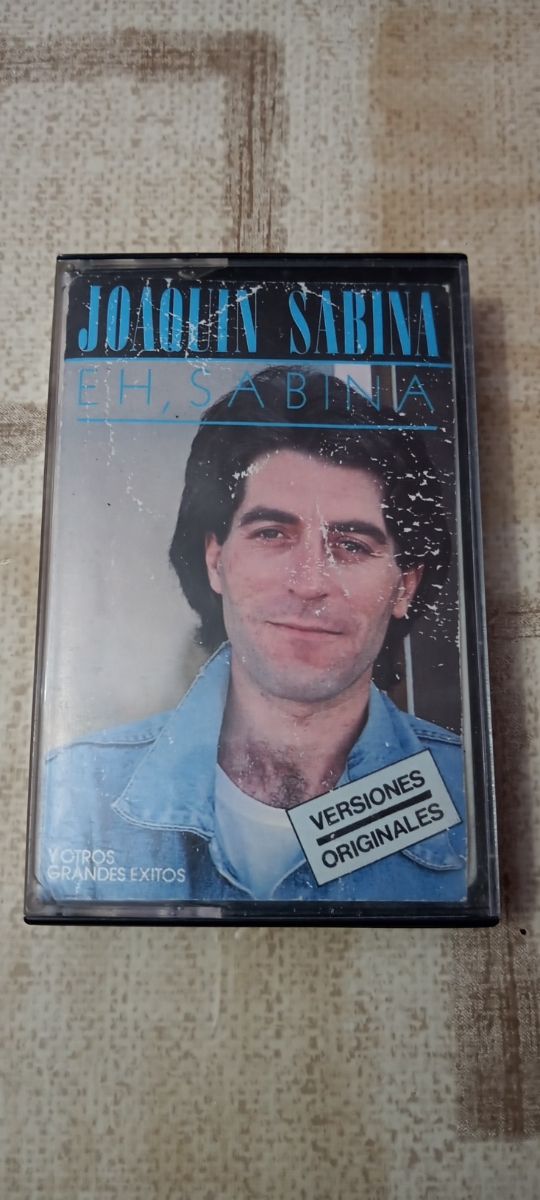 JOAQUIN SABINA
EH, SABINA
VERSIONES
ORIGINALES
Y OTROS
GRANDES EXITOS